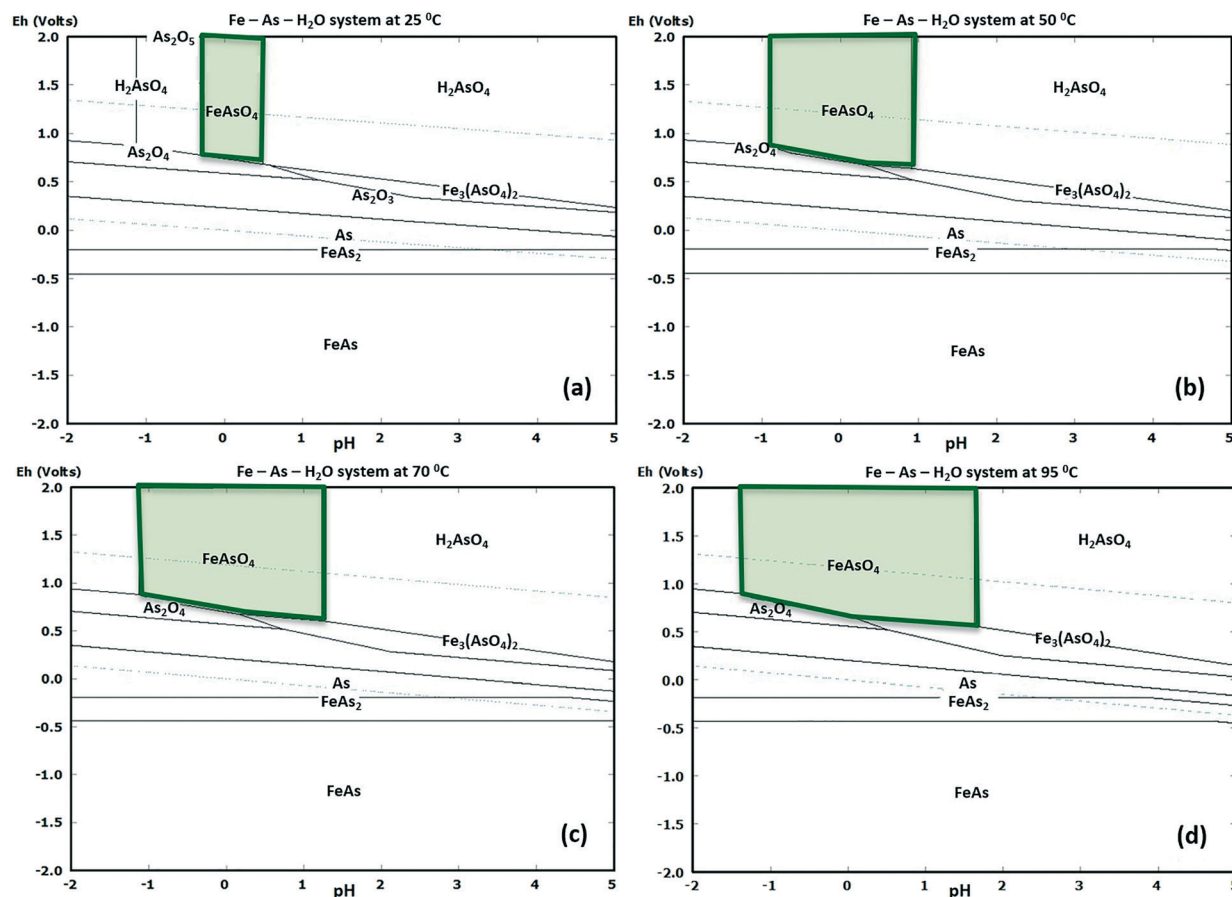 Eh (Volts) Fe – As – H₂O system at 25 ⁰C
2.0 As₂O₅
1.5 H₂AsO₄ H₂AsO₄
1.0 FeAsO₄
As₂O₄
0.5 As₂O₃ Fe₃(AsO₄)₂
0.0 As
FeAs₂
-0.5
-1.0 FeAs
-1.5 (a)
-2.0
-2 -1 0 1 2 3 4 5
pH
Eh (Volts) Fe – As – H₂O system at 50 ⁰C
2.0
1.5 H₂AsO₄
FeAsO₄
1.0
As₂O₄
0.5 Fe₃(AsO₄)₂
0.0 As
FeAs₂
-0.5
-1.0 FeAs
-1.5 (b)
-2.0
-2 -1 0 1 2 3 4 5
pH
Eh (Volts) Fe – As – H₂O system at 70 ⁰C
2.0
1.5 H₂AsO₄
FeAsO₄
1.0
As₂O₄
0.5 Fe₃(AsO₄)₂
0.0 As
FeAs₂
-0.5
-1.0 FeAs
-1.5 (c)
-2.0
-2 -1 0 1 2 3 4 5
pH
Eh (Volts) Fe – As – H₂O system at 95 ⁰C
2.0
1.5 H₂AsO₄
FeAsO₄
1.0
As₂O₄
0.5 Fe₃(AsO₄)₂
0.0 As
FeAs₂
-0.5
-1.0 FeAs
-1.5 (d)
-2.0
-2 -1 0 1 2 3 4 5
pH